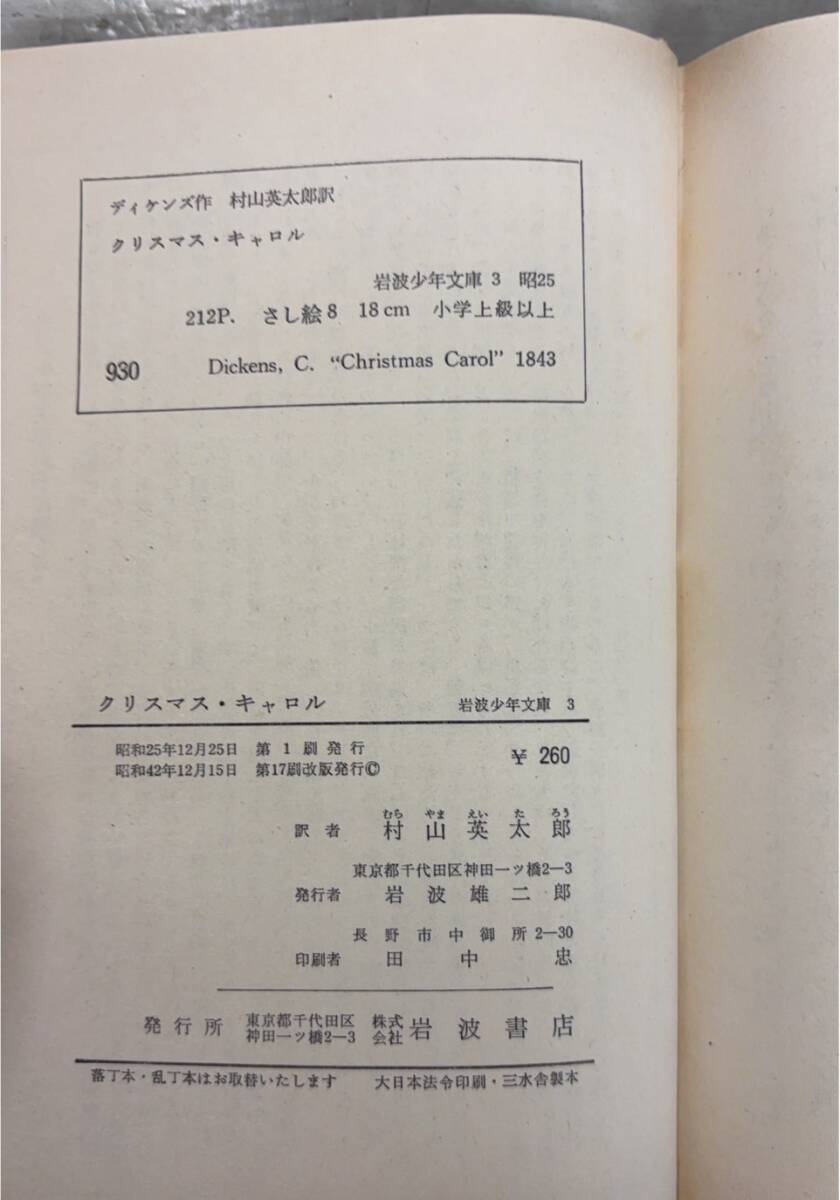 ディケンズ作 村山英太郎訳
クリスマス・キャロル
岩波少年文庫 3 昭25
212P. さし絵8 18cm 小学上級以上
930 Dickens, C. “Christmas Carol” 1843
クリスマス・キャロル 岩波少年文庫 3
昭和25年12月25日 第1刷発行
昭和42年12月15日 第17刷改版発行©
¥260
むら やま えい た ろう
訳者 村山英太郎
東京都千代田区神田一ツ橋2―3
発行者 岩波雄二郎
長野市中御所2―30
印刷者 田中忠
発行所 東京都千代田区神田一ツ橋2―3 株式会社 岩波書店
落丁本・乱丁本はお取替いたします 大日本法令印刷・三水舎製本